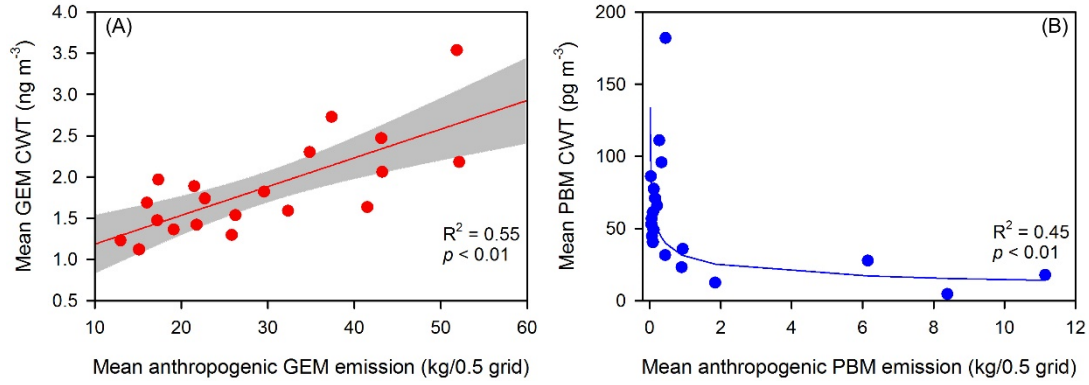 (A)
Mean GEM CWT (ng m⁻³)
4.0
3.5
3.0
2.5
2.0
1.5
1.0
0.5
R² = 0.55
p < 0.01
10 20 30 40 50 60
Mean anthropogenic GEM emission (kg/0.5 grid)
(B)
Mean PBM CWT (pg m⁻³)
200
150
100
50
0
R² = 0.45
p < 0.01
0 2 4 6 8 10 12
Mean anthropogenic PBM emission (kg/0.5 grid)